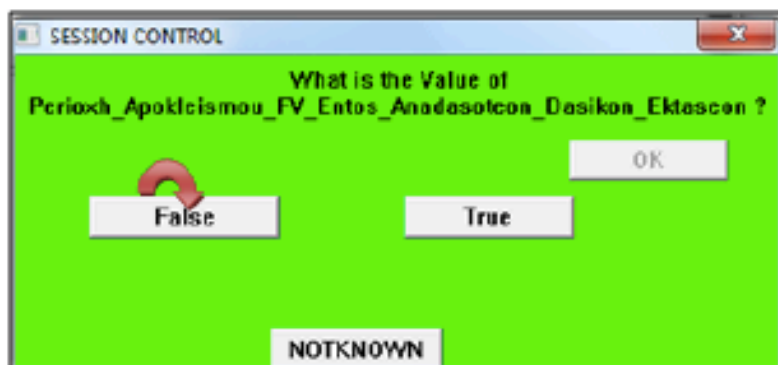 SESSION CONTROL
What is the Value of
Perioxh_Apokleismou_FV_Entos_Anadasoteon_Dasikon_Ektaseon ?
OK
False
True
NOTKNOWN